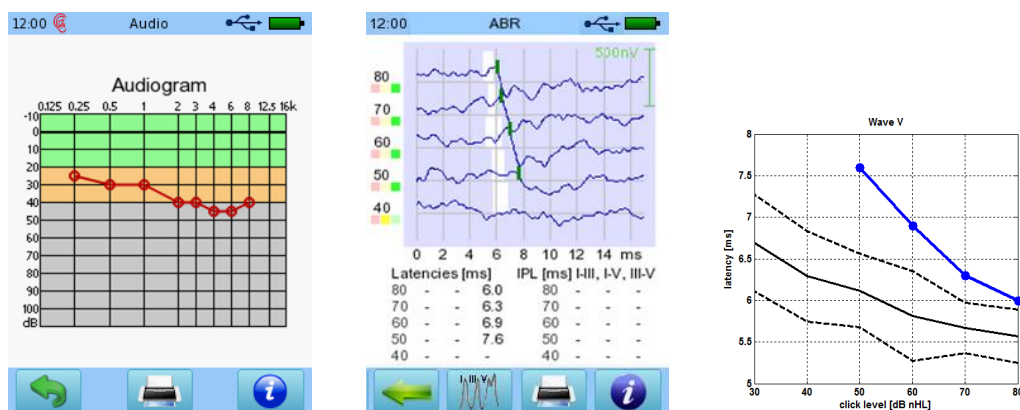 12:00 Audio
Audiogram
0.125 0.25 0.5 1 2 3 4 6 8 12.5 16k
-10
0
10
20
30
40
50
60
70
80
90
100
dB
12:00 ABR
500nV
80
70
60
50
40
0 2 4 6 8 10 12 14 ms
Latencies [ms] IPL [ms] I-III, I-V, III-V
80 - - 6.0 80 - - -
70 - - 6.3 70 - - -
60 - - 6.9 60 - - -
50 - - 7.6 50 - - -
40 - - - 40 - - -
I III V
Wave V
latency [ms]
8
7.5
7
6.5
6
5.5
5
30 40 50 60 70 80
click level [dB nHL]